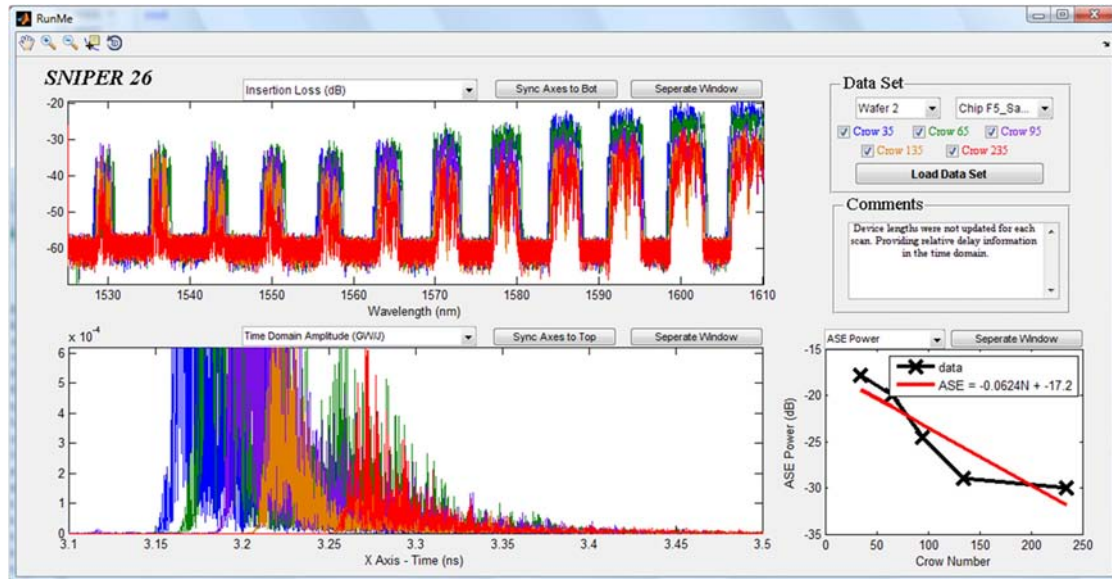 RunMe
SNIPER 26
Insertion Loss (dB)
Sync Axes to Bot
Seperate Window
-20
-30
-40
-50
-60
1530 1540 1550 1560 1570 1580 1590 1600 1610
Wavelength (nm)
Data Set
Wafer 2
Chip F5_Sa...
Crow 35
Crow 65
Crow 95
Crow 135
Crow 235
Load Data Set
Comments
Device lengths were not updated for each
scan. Providing relative delay information
in the time domain.
Time Domain Amplitude (GW/J)
Sync Axes to Top
Seperate Window
x 10-4
6
5
4
3
2
1
0
3.1 3.15 3.2 3.25 3.3 3.35 3.4 3.45 3.5
X Axis - Time (ns)
ASE Power
Seperate Window
data
ASE = -0.0624N + -17.2
ASE Power (dB)
-15
-20
-25
-30
-35
0 50 100 150 200 250
Crow Number